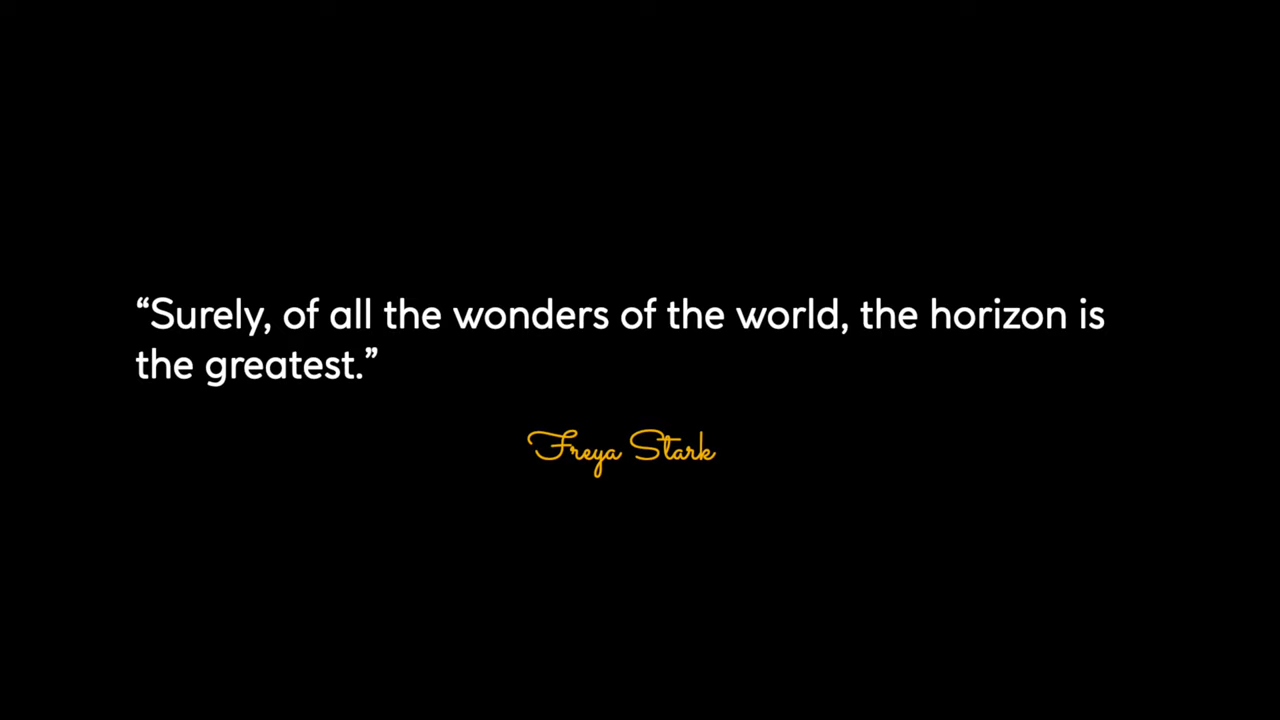 “Surely, of all the wonders of the world, the horizon is
the greatest.”
Freya Stark